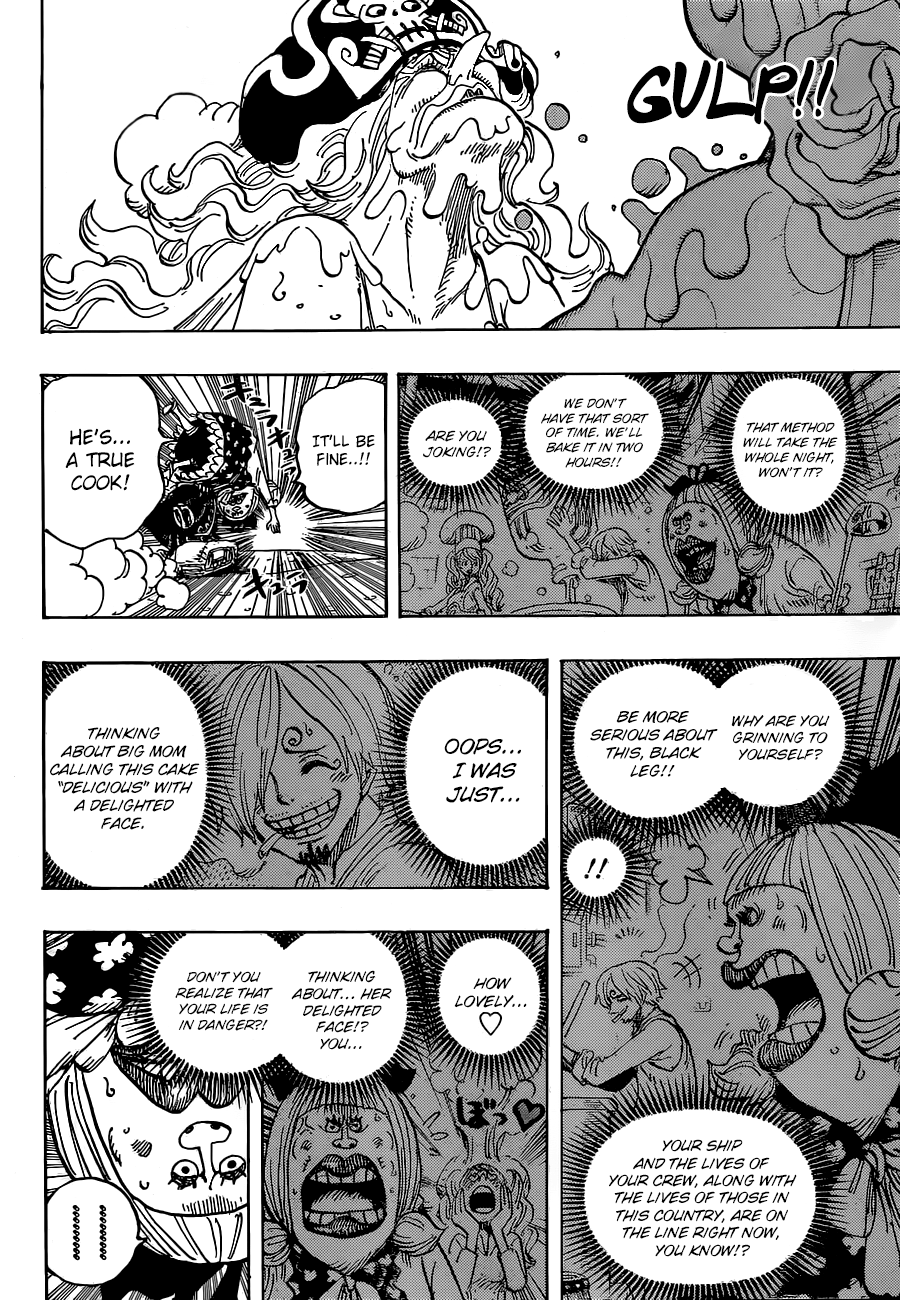 GULP!!
THAT METHOD
WILL TAKE THE
WHOLE NIGHT,
WON'T IT?
WE DON'T
HAVE THAT SORT
OF TIME. WE'LL
BAKE IT IN TWO
HOURS!!
ARE YOU
JOKING!?
IT'LL BE
FINE..!!
HE'S...
A TRUE
COOK!
WHY ARE YOU
GRINNING TO
YOURSELF?
BE MORE
SERIOUS ABOUT
THIS, BLACK
LEG!!
!!
YOUR SHIP
AND THE LIVES OF
YOUR CREW, ALONG WITH
THE LIVES OF THOSE IN
THIS COUNTRY, ARE ON
THE LINE RIGHT NOW,
YOU KNOW!?
OOPS...
I WAS
JUST...
THINKING
ABOUT BIG MOM
CALLING THIS CAKE
"DELICIOUS" WITH
A DELIGHTED
FACE.
HOW
LOVELY...
♡
ぼっ♡
THINKING
ABOUT... HER
DELIGHTED
FACE!?
YOU...
DON'T YOU
REALIZE THAT
YOUR LIFE IS
IN DANGER?!